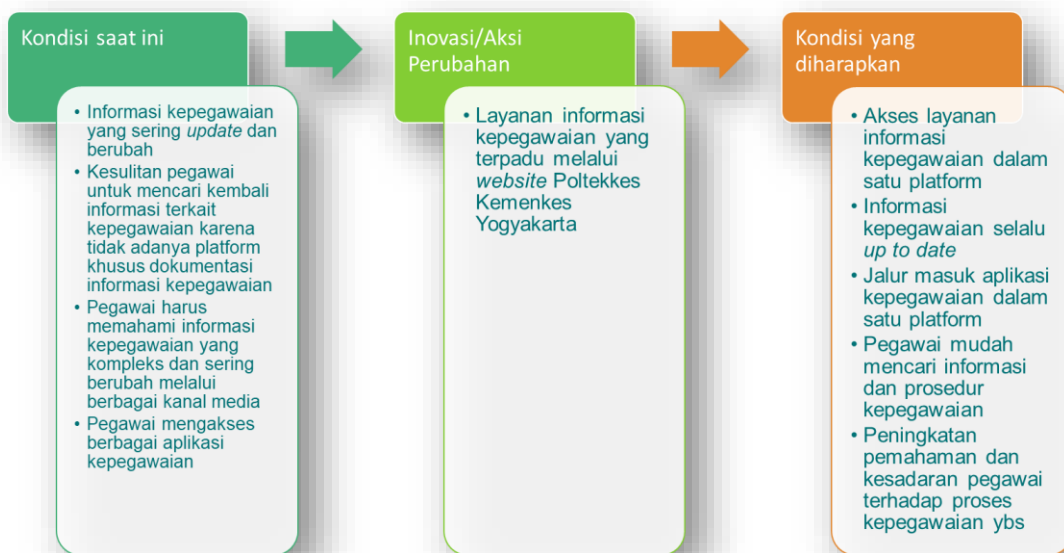 Kondisi saat ini
• Informasi kepegawaian
yang sering update dan
berubah
• Kesulitan pegawai
untuk mencari kembali
informasi terkait
kepegawaian karena
tidak adanya platform
khusus dokumentasi
informasi kepegawaian
• Pegawai harus
memahami informasi
kepegawaian yang
kompleks dan sering
berubah melalui
berbagai kanal media
• Pegawai mengakses
berbagai aplikasi
kepegawaian
Inovasi/Aksi
Perubahan
• Layanan informasi
kepegawaian yang
terpadu melalui
website Poltekkes
Kemenkes
Yogyakarta
Kondisi yang
diharapkan
• Akses layanan
informasi
kepegawaian dalam
satu platform
• Informasi
kepegawaian selalu
up to date
• Jalur masuk aplikasi
kepegawaian dalam
satu platform
• Pegawai mudah
mencari informasi
dan prosedur
kepegawaian
• Peningkatan
pemahaman dan
kesadaran pegawai
terhadap proses
kepegawaian ybs